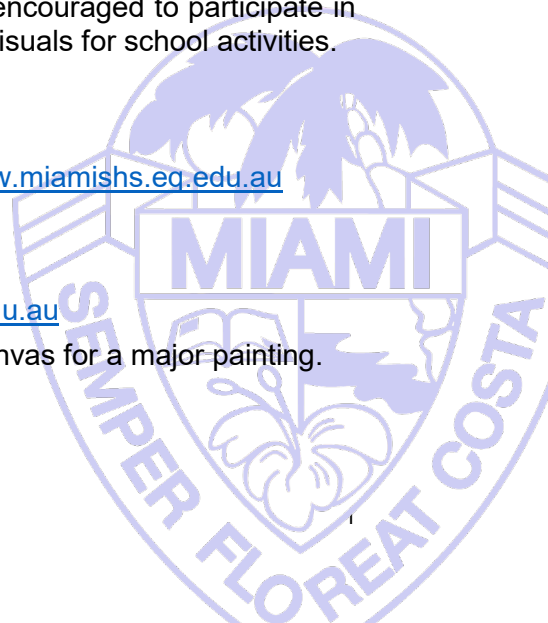 encouraged to participate in
isuals for school activities.
w.miamishs.eq.edu.au
MIAMI
u.au
nvas for a major painting.
SEMPER FLOREAT COSTA